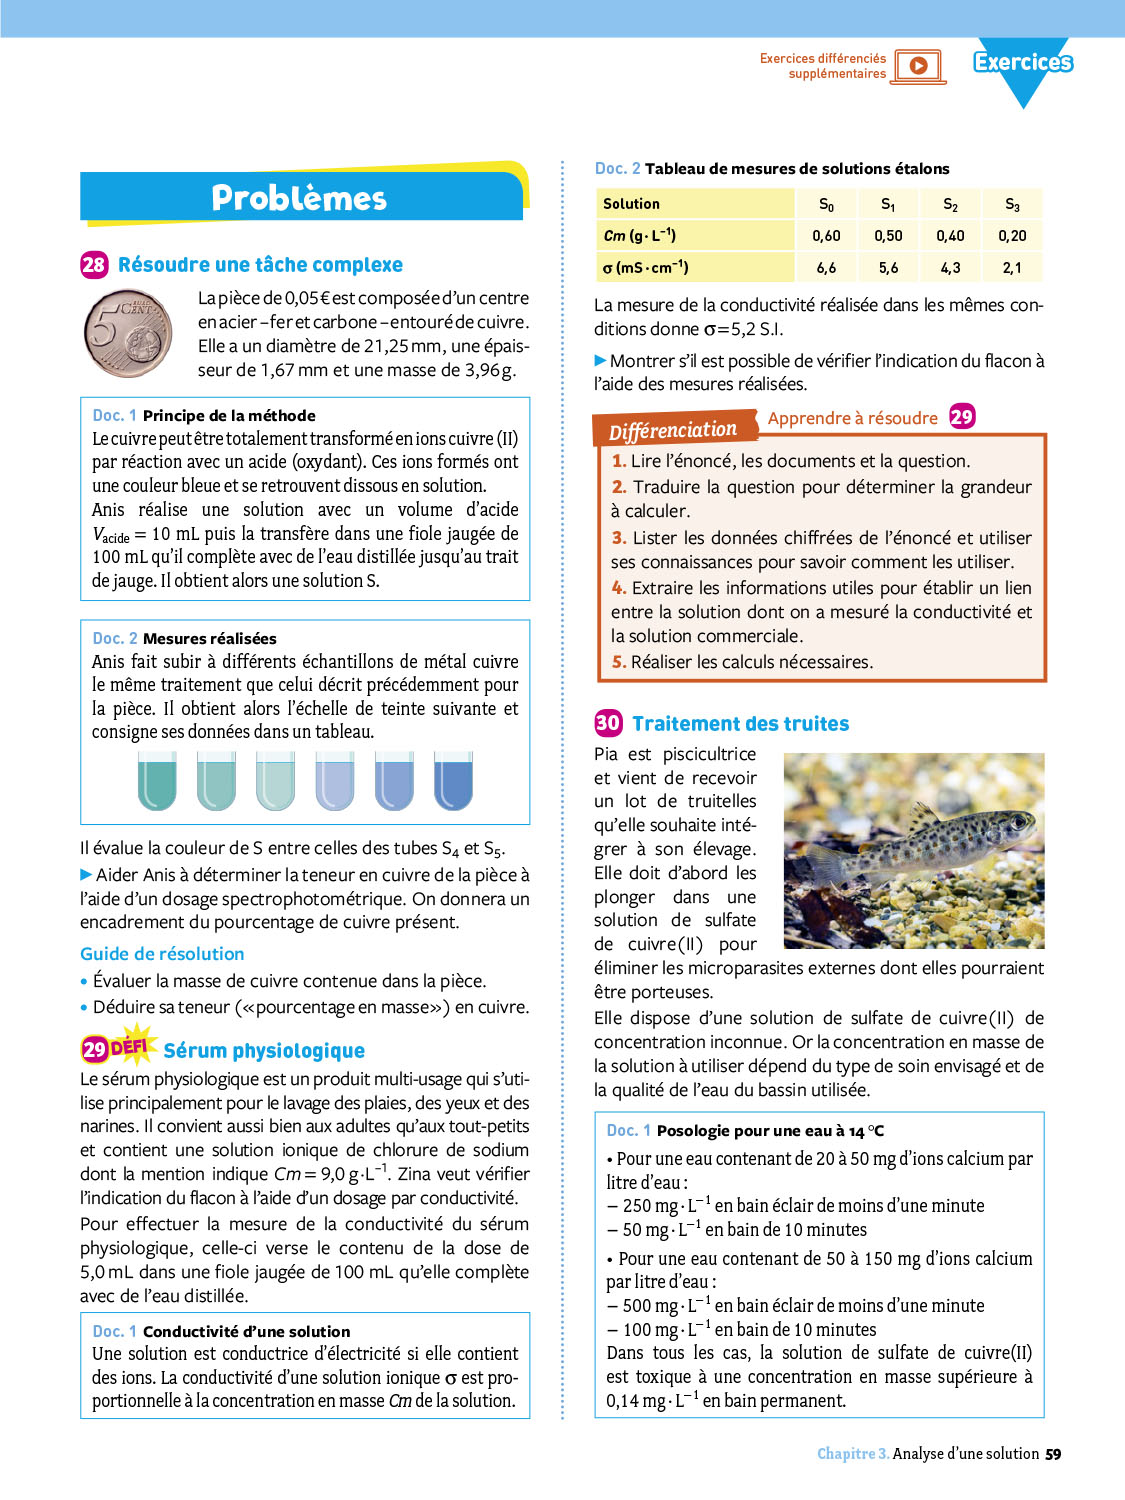 Exercices différenciés
supplémentaires
Exercices
Problèmes
28 Résoudre une tâche complexe
La pièce de 0,05 € est composée d'un centre
en acier – fer et carbone – entouré de cuivre.
Elle a un diamètre de 21,25 mm, une épais-
seur de 1,67 mm et une masse de 3,96 g.
5 CENT
Doc. 1 Principe de la méthode
Le cuivre peut être totalement transformé en ions cuivre (II)
par réaction avec un acide (oxydant). Ces ions formés ont
une couleur bleue et se retrouvent dissous en solution.
Anis réalise une solution avec un volume d'acide
Vacide = 10 mL puis la transfère dans une fiole jaugée de
100 mL qu'il complète avec de l'eau distillée jusqu'au trait
de jauge. Il obtient alors une solution S.
Doc. 2 Mesures réalisées
Anis fait subir à différents échantillons de métal cuivre
le même traitement que celui décrit précédemment pour
la pièce. Il obtient alors l'échelle de teinte suivante et
consigne ses données dans un tableau.
Il évalue la couleur de S entre celles des tubes S4 et S5.
▶ Aider Anis à déterminer la teneur en cuivre de la pièce à
l'aide d'un dosage spectrophotométrique. On donnera un
encadrement du pourcentage de cuivre présent.
Guide de résolution
• Évaluer la masse de cuivre contenue dans la pièce.
• Déduire sa teneur («pourcentage en masse») en cuivre.
29 DÉFI Sérum physiologique
Le sérum physiologique est un produit multi-usage qui s'uti-
lise principalement pour le lavage des plaies, des yeux et des
narines. Il convient aussi bien aux adultes qu'aux tout-petits
et contient une solution ionique de chlorure de sodium
dont la mention indique Cm = 9,0 g·L⁻¹. Zina veut vérifier
l'indication du flacon à l'aide d'un dosage par conductivité.
Pour effectuer la mesure de la conductivité du sérum
physiologique, celle-ci verse le contenu de la dose de
5,0 mL dans une fiole jaugée de 100 mL qu'elle complète
avec de l'eau distillée.
Doc. 1 Conductivité d'une solution
Une solution est conductrice d'électricité si elle contient
des ions. La conductivité d'une solution ionique σ est pro-
portionnelle à la concentration en masse Cm de la solution.
Doc. 2 Tableau de mesures de solutions étalons
Solution S0 S1 S2 S3
Cm (g·L⁻¹) 0,60 0,50 0,40 0,20
σ (mS·cm⁻¹) 6,6 5,6 4,3 2,1
La mesure de la conductivité réalisée dans les mêmes con-
ditions donne σ = 5,2 S.I.
▶ Montrer s'il est possible de vérifier l'indication du flacon à
l'aide des mesures réalisées.
Différenciation Apprendre à résoudre 29
1. Lire l'énoncé, les documents et la question.
2. Traduire la question pour déterminer la grandeur
à calculer.
3. Lister les données chiffrées de l'énoncé et utiliser
ses connaissances pour savoir comment les utiliser.
4. Extraire les informations utiles pour établir un lien
entre la solution dont on a mesuré la conductivité et
la solution commerciale.
5. Réaliser les calculs nécessaires.
30 Traitement des truites
Pia est piscicultrice
et vient de recevoir
un lot de truitelles
qu'elle souhaite inté-
grer à son élevage.
Elle doit d'abord les
plonger dans une
solution de sulfate
de cuivre(II) pour
éliminer les microparasites externes dont elles pourraient
être porteuses.
Elle dispose d'une solution de sulfate de cuivre(II) de
concentration inconnue. Or la concentration en masse de
la solution à utiliser dépend du type de soin envisagé et de
la qualité de l'eau du bassin utilisée.
Doc. 1 Posologie pour une eau à 14 °C
• Pour une eau contenant de 20 à 50 mg d'ions calcium par
litre d'eau :
– 250 mg·L⁻¹ en bain éclair de moins d'une minute
– 50 mg·L⁻¹ en bain de 10 minutes
• Pour une eau contenant de 50 à 150 mg d'ions calcium
par litre d'eau :
– 500 mg·L⁻¹ en bain éclair de moins d'une minute
– 100 mg·L⁻¹ en bain de 10 minutes
Dans tous les cas, la solution de sulfate de cuivre(II)
est toxique à une concentration en masse supérieure à
0,14 mg·L⁻¹ en bain permanent.
Chapitre 3. Analyse d'une solution 59